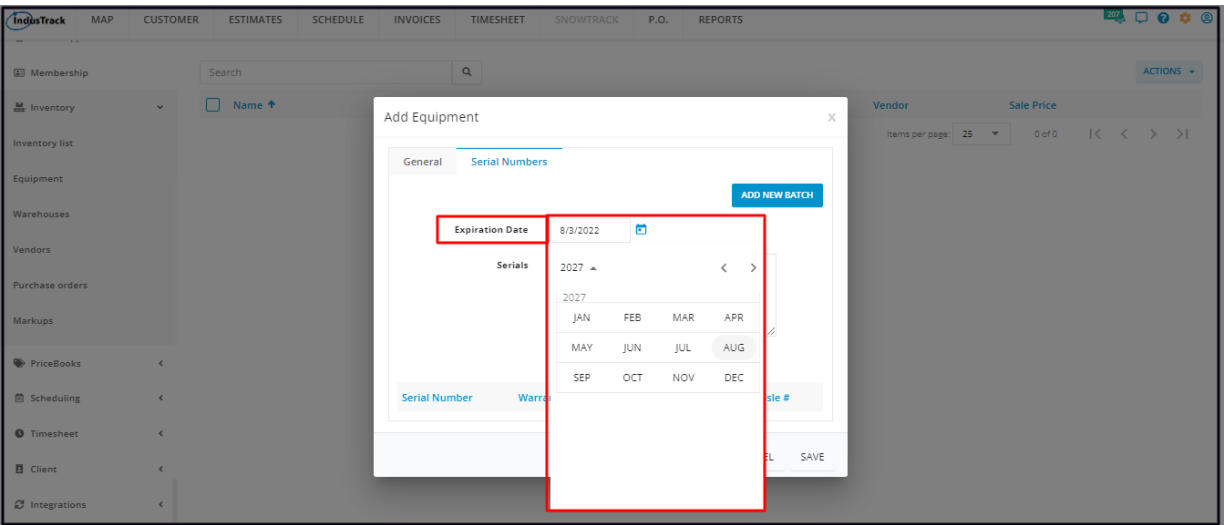 IndusTrack MAP CUSTOMER ESTIMATES SCHEDULE INVOICES TIMESHEET SNOWTRACK P.O. REPORTS 207
Membership
Search
ACTIONS
Inventory
Name
Vendor
Sale Price
Items per page: 25 0 of 0
Inventory list
Equipment
Warehouses
Vendors
Purchase orders
Markups
PriceBooks
Scheduling
Timesheet
Client
Integrations
Add Equipment X
General Serial Numbers
ADD NEW BATCH
Expiration Date 8/3/2022
Serials
2027
2027
JAN FEB MAR APR
MAY JUN JUL AUG
SEP OCT NOV DEC
Serial Number
SAVE